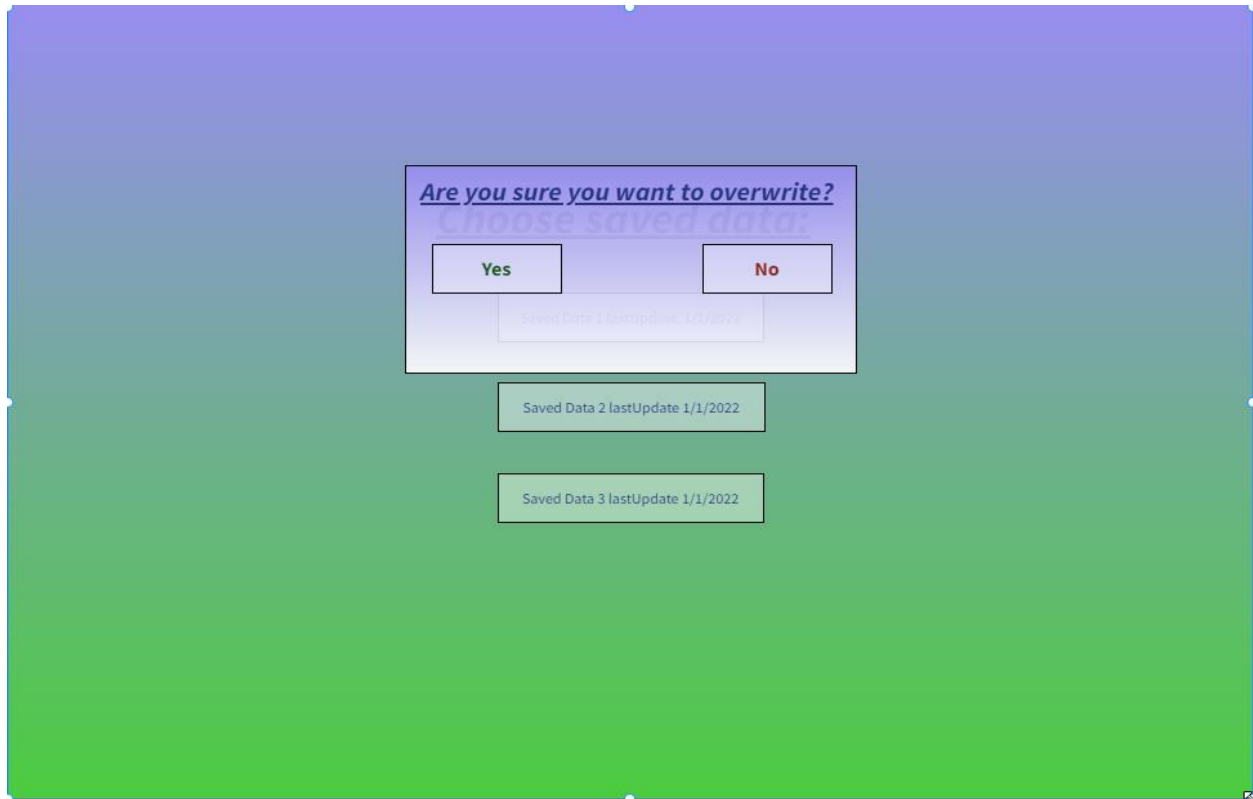 Are you sure you want to overwrite?
Choose saved data:
Yes
No
Saved Data 1 lastUpdate 1/1/2022
Saved Data 2 lastUpdate 1/1/2022
Saved Data 3 lastUpdate 1/1/2022